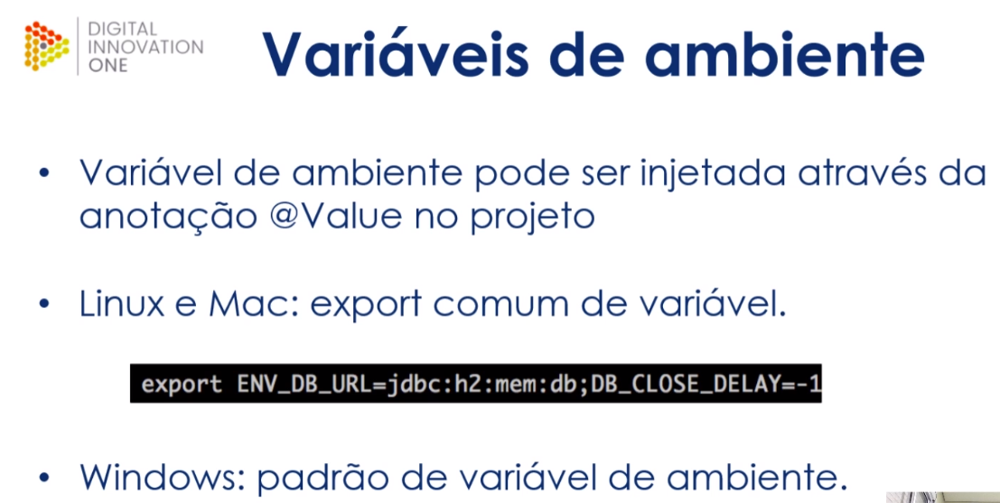 DIGITAL
INNOVATION
ONE
Variáveis de ambiente
• Variável de ambiente pode ser injetada através da
anotação @Value no projeto
• Linux e Mac: export comum de variável.
export ENV_DB_URL=jdbc:h2:mem:db;DB_CLOSE_DELAY=-1
• Windows: padrão de variável de ambiente.